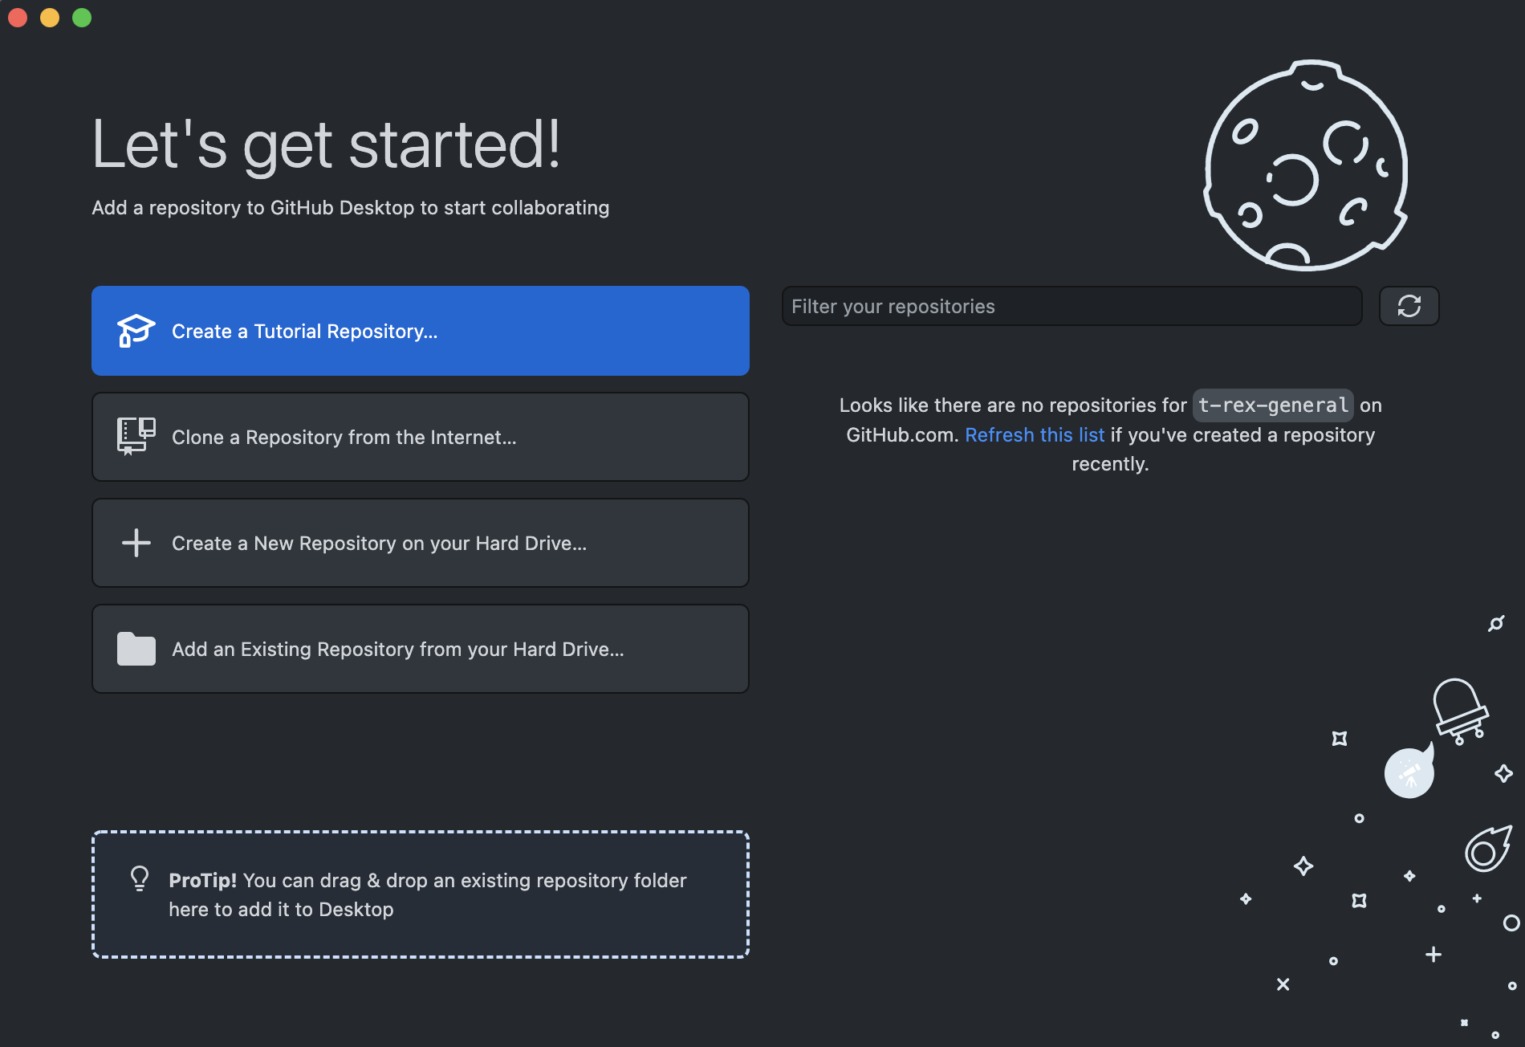 Let's get started!
Add a repository to GitHub Desktop to start collaborating
Create a Tutorial Repository...
Clone a Repository from the Internet...
Create a New Repository on your Hard Drive...
Add an Existing Repository from your Hard Drive...
ProTip! You can drag & drop an existing repository folder
here to add it to Desktop
Filter your repositories
Looks like there are no repositories for t-rex-general on
GitHub.com. Refresh this list if you've created a repository
recently.